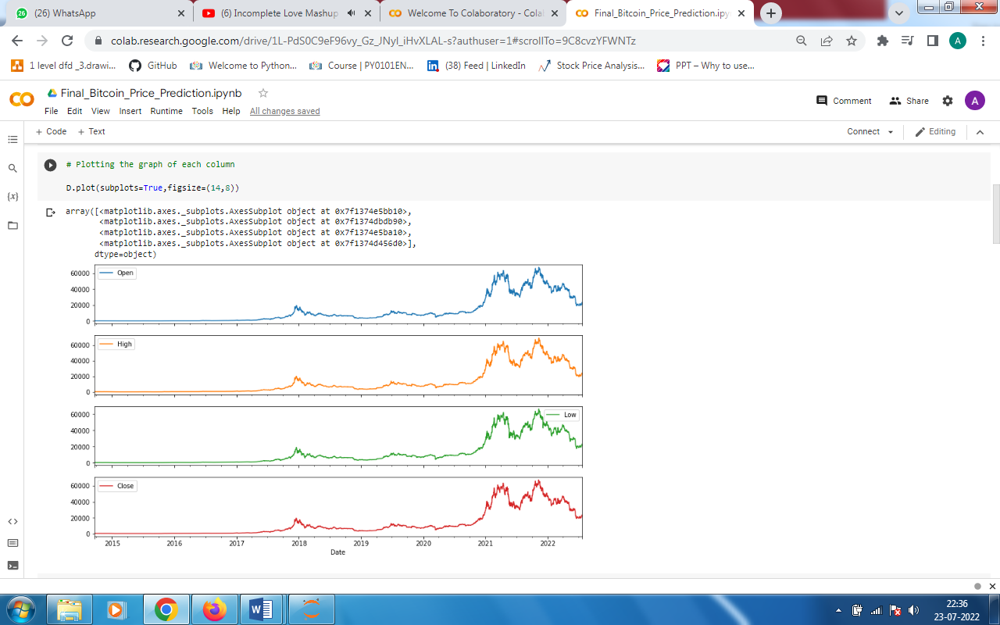 26
(26) WhatsApp
(6) Incomplete Love Mashup
Welcome To Colaboratory - Cola
Final_Bitcoin_Price_Prediction.ipy
colab.research.google.com/drive/1L-PdS0C9eF96vy_Gz_JNyl_iHvXLAL-s?authuser=1#scrollTo=9C8cvzYFWNTz
A
1 level dfd _3.drawi...
GitHub
Welcome to Python...
Course | PY0101EN...
(38) Feed | LinkedIn
Stock Price Analysis...
PPT – Why to use...
Final_Bitcoin_Price_Prediction.ipynb
File Edit View Insert Runtime Tools Help All changes saved
Comment
Share
A
+ Code + Text
Connect
Editing
{x}
# Plotting the graph of each column
D.plot(subplots=True,figsize=(14,8))
array([<matplotlib.axes._subplots.AxesSubplot object at 0x7f1374e5bb10>,
<matplotlib.axes._subplots.AxesSubplot object at 0x7f1374dbdb90>,
<matplotlib.axes._subplots.AxesSubplot object at 0x7f1374e5ba10>,
<matplotlib.axes._subplots.AxesSubplot object at 0x7f1374d456d0>],
dtype=object)
60000
40000
20000
0
Open
60000
40000
20000
0
High
60000
40000
20000
0
Low
60000
40000
20000
0
Close
2015 2016 2017 2018 2019 2020 2021 2022
Date
22:36
23-07-2022